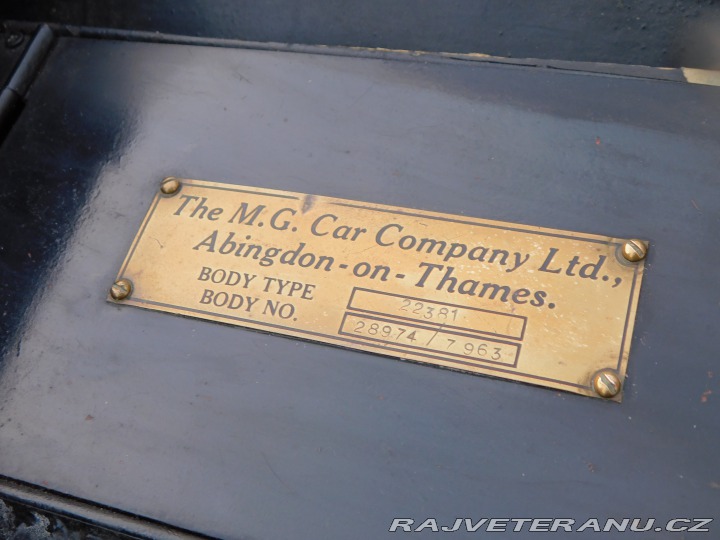 The M.G. Car Company Ltd.,
Abingdon-on-Thames.
BODY TYPE 22381
BODY NO. 28974 / 7963
RAJVETERANU.CZ